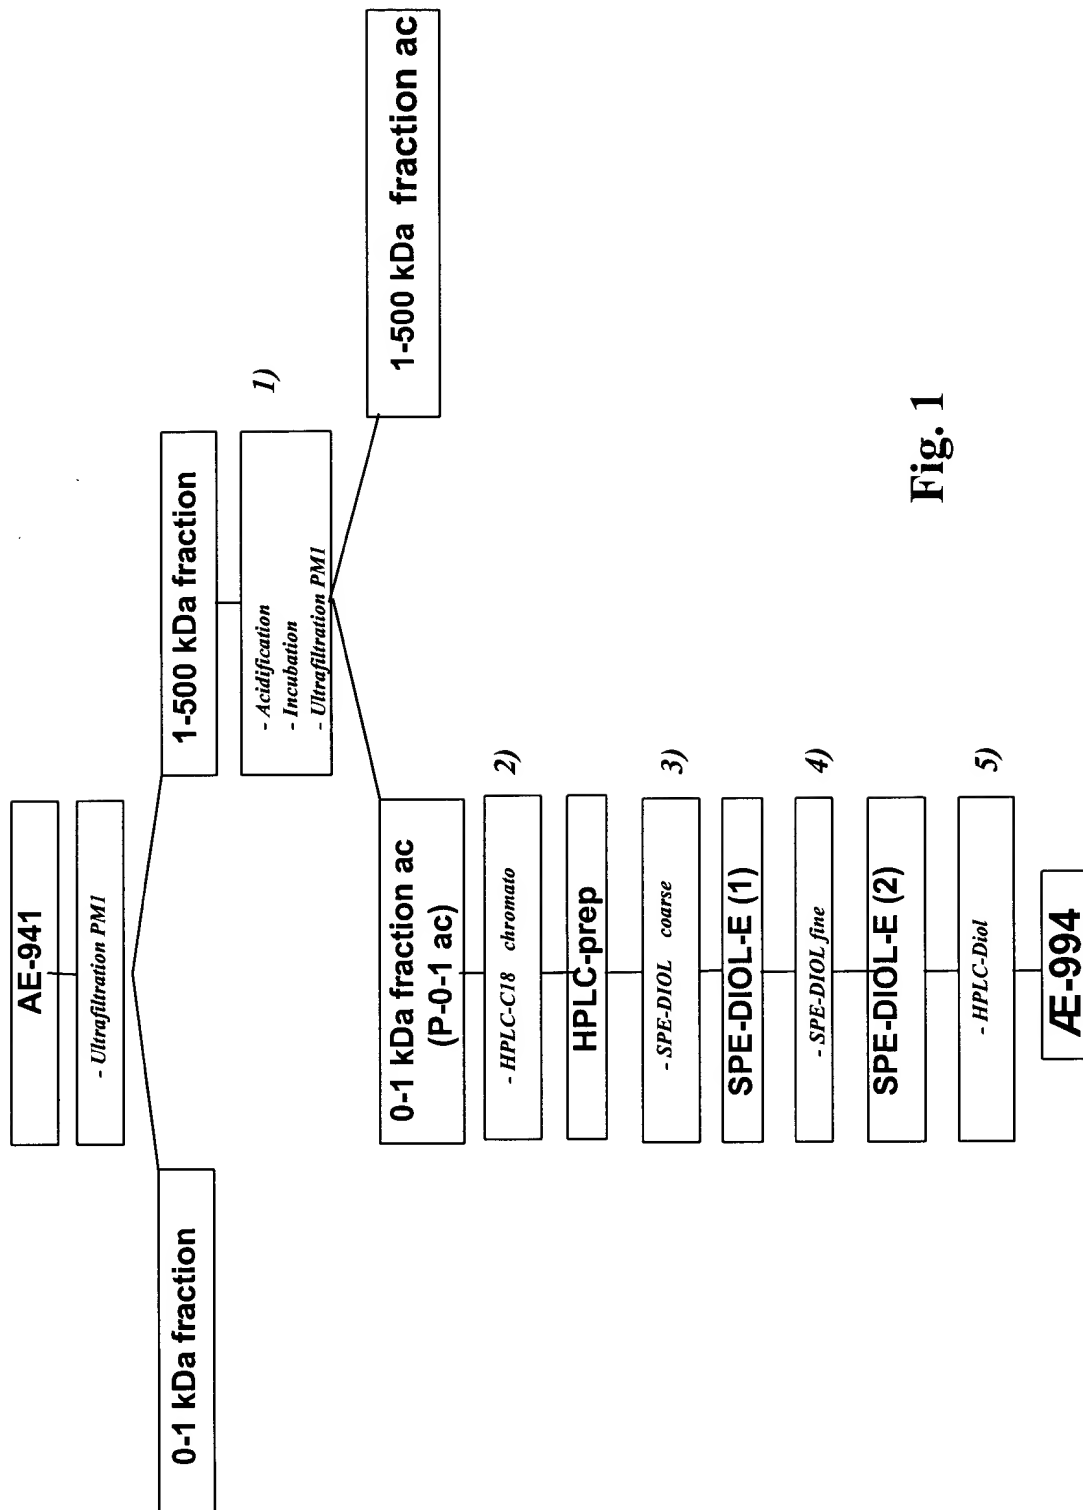 AE-941
- Ultrafiltration PM1
0-1 kDa fraction
1-500 kDa fraction
- Acidification
- Incubation
- Ultrafiltration PM1
1)
0-1 kDa fraction ac
(P-0-1 ac)
1-500 kDa fraction ac
- HPLC-C18 chromato
2)
HPLC-prep
- SPE-DIOL coarse
3)
SPE-DIOL-E (1)
- SPE-DIOL fine
4)
SPE-DIOL-E (2)
- HPLC-Diol
5)
Æ-994
Fig. 1